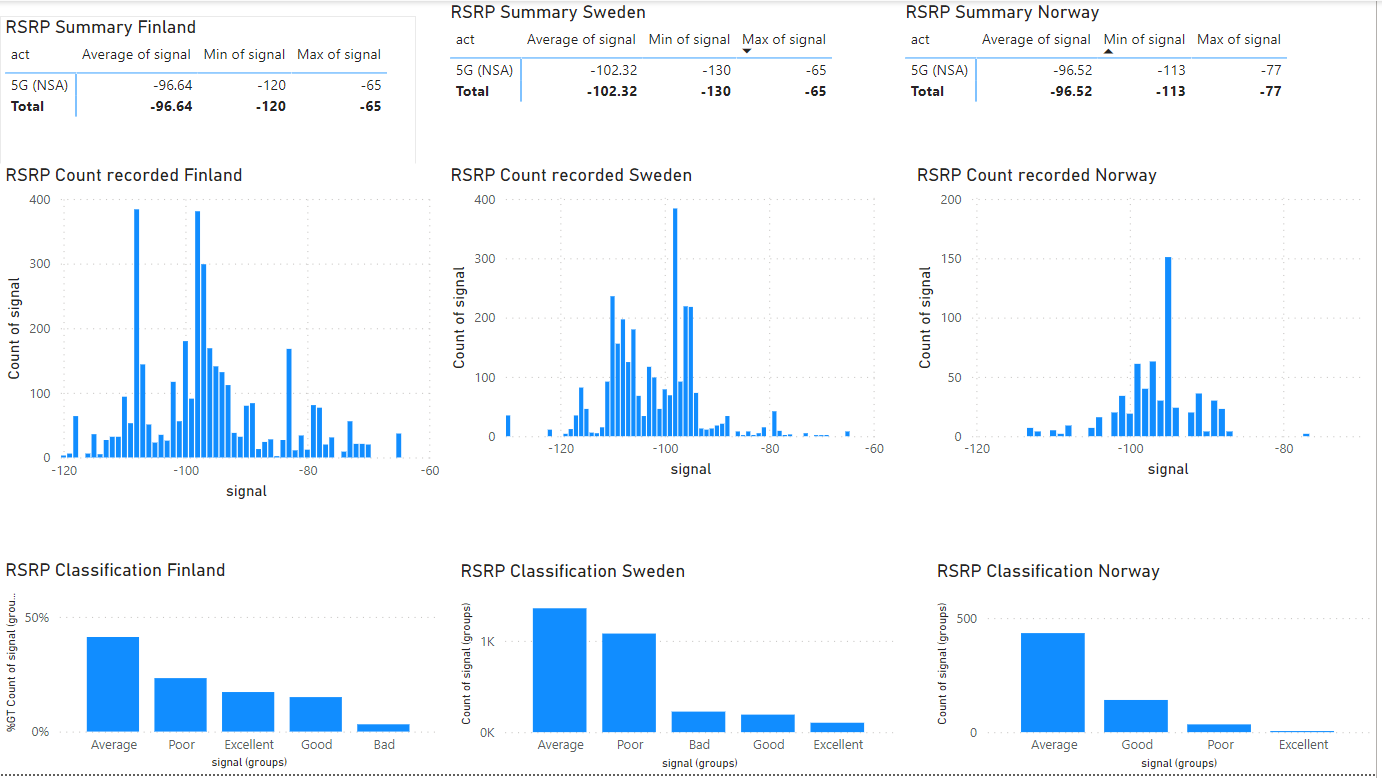 RSRP Summary Finland
act Average of signal Min of signal Max of signal
5G (NSA) -96.64 -120 -65
Total -96.64 -120 -65
RSRP Summary Sweden
act Average of signal Min of signal Max of signal
5G (NSA) -102.32 -130 -65
Total -102.32 -130 -65
RSRP Summary Norway
act Average of signal Min of signal Max of signal
5G (NSA) -96.52 -113 -77
Total -96.52 -113 -77
RSRP Count recorded Finland
Count of signal
400
300
200
100
0
-120 -100 -80 -60
signal
RSRP Count recorded Sweden
Count of signal
400
300
200
100
0
-120 -100 -80 -60
signal
RSRP Count recorded Norway
Count of signal
200
150
100
50
0
-120 -100 -80
signal
RSRP Classification Finland
%GT Count of signal (grou...
50%
0%
Average Poor Excellent Good Bad
signal (groups)
RSRP Classification Sweden
Count of signal (groups)
1K
0K
Average Poor Bad Good Excellent
signal (groups)
RSRP Classification Norway
Count of signal (groups)
500
0
Average Good Poor Excellent
signal (groups)